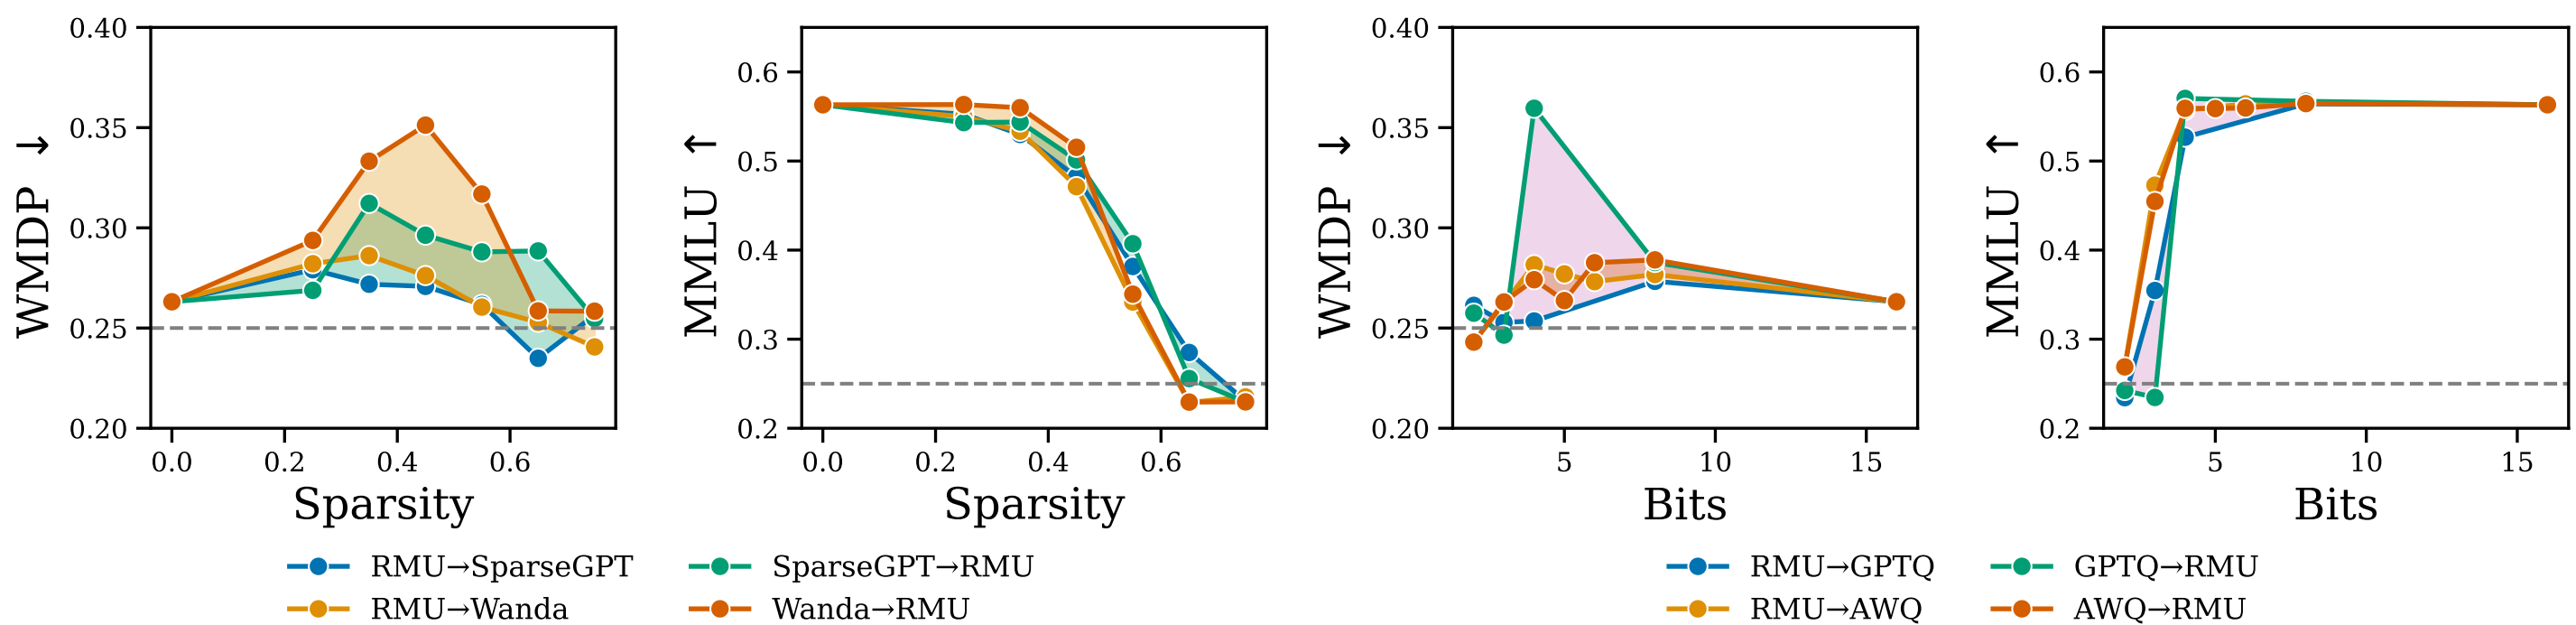 WMDP ↓
0.40
0.35
0.30
0.25
0.20
0.0 0.2 0.4 0.6
Sparsity
MMLU ↑
0.6
0.5
0.4
0.3
0.2
0.0 0.2 0.4 0.6
Sparsity
WMDP ↓
0.40
0.35
0.30
0.25
0.20
5 10 15
Bits
MMLU ↑
0.6
0.5
0.4
0.3
0.2
5 10 15
Bits
RMU→SparseGPT SparseGPT→RMU
RMU→Wanda Wanda→RMU
RMU→GPTQ GPTQ→RMU
RMU→AWQ AWQ→RMU